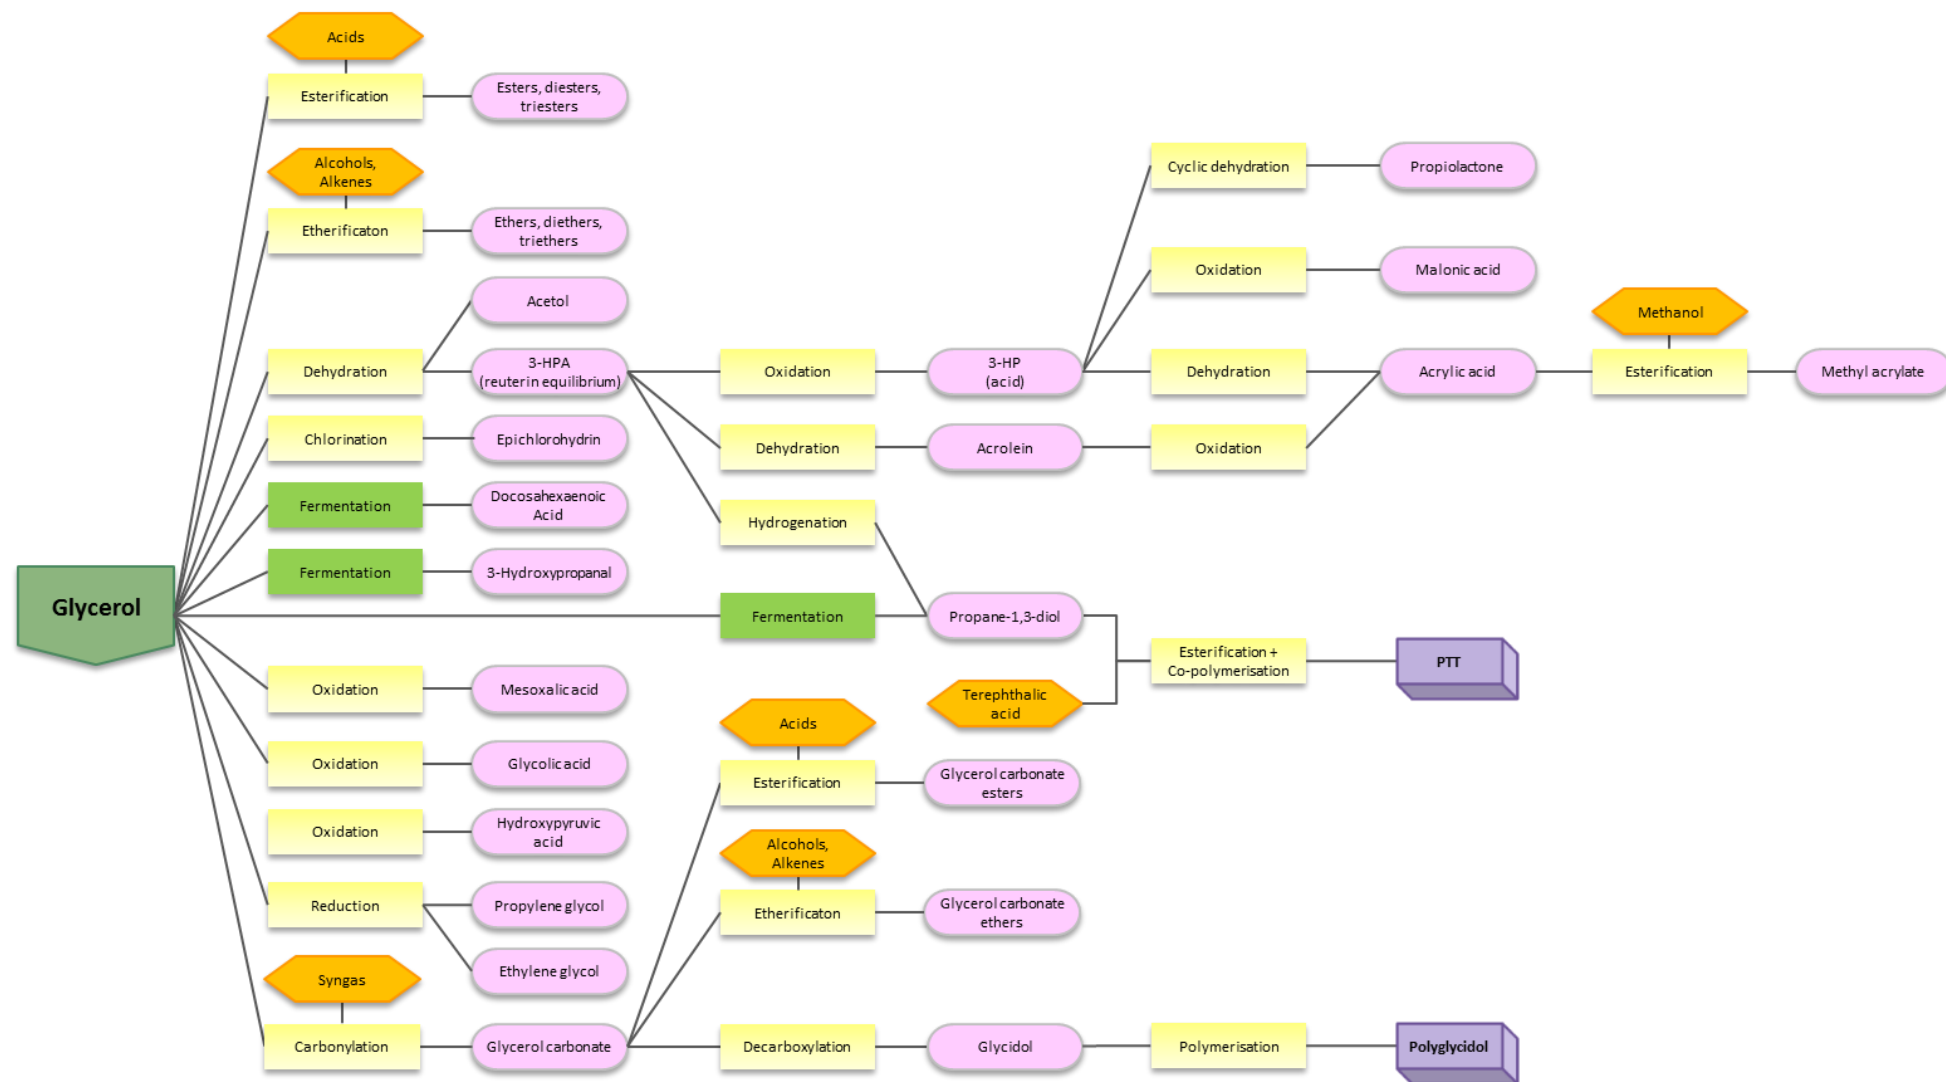 Acids
Esterification
Esters, diesters,
triesters
Alcohols,
Alkenes
Etherificaton
Ethers, diethers,
triethers
Cyclic dehydration
Propiolactone
Oxidation
Malonic acid
Acetol
Methanol
Dehydration
3-HPA
(reuterin equilibrium)
Oxidation
3-HP
(acid)
Dehydration
Acrylic acid
Esterification
Methyl acrylate
Chlorination
Epichlorohydrin
Dehydration
Acrolein
Oxidation
Fermentation
Docosahexaenoic
Acid
Hydrogenation
Fermentation
3-Hydroxypropanal
Glycerol
Fermentation
Propane-1,3-diol
Esterification +
Co-polymerisation
PTT
Oxidation
Mesoxalic acid
Terephthalic
acid
Acids
Oxidation
Glycolic acid
Esterification
Glycerol carbonate
esters
Oxidation
Hydroxypyruvic
acid
Alcohols,
Alkenes
Reduction
Propylene glycol
Etherificaton
Glycerol carbonate
ethers
Ethylene glycol
Syngas
Carbonylation
Glycerol carbonate
Decarboxylation
Glycidol
Polymerisation
Polyglycidol